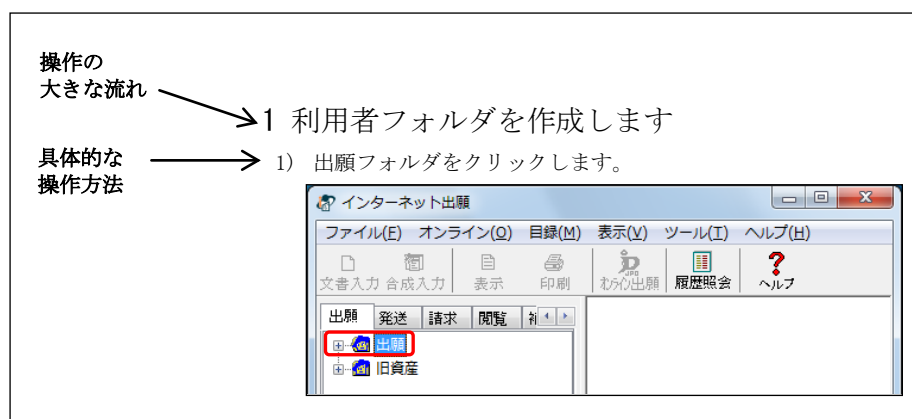 操作の
大きな流れ
1 利用者フォルダを作成します
具体的な
操作方法
1) 出願フォルダをクリックします。
インターネット出願
ファイル(F) オンライン(O) 目録(M) 表示(V) ツール(T) ヘルプ(H)
文書入力 合成入力 表示 印刷 オンライン出願 履歴照会 ヘルプ
出願 発送 請求 閲覧
出願
旧資産